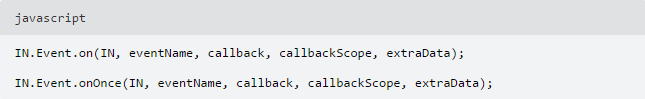 javascript
IN.Event.on(IN, eventName, callback, callbackScope, extraData);
IN.Event.onOnce(IN, eventName, callback, callbackScope, extraData);